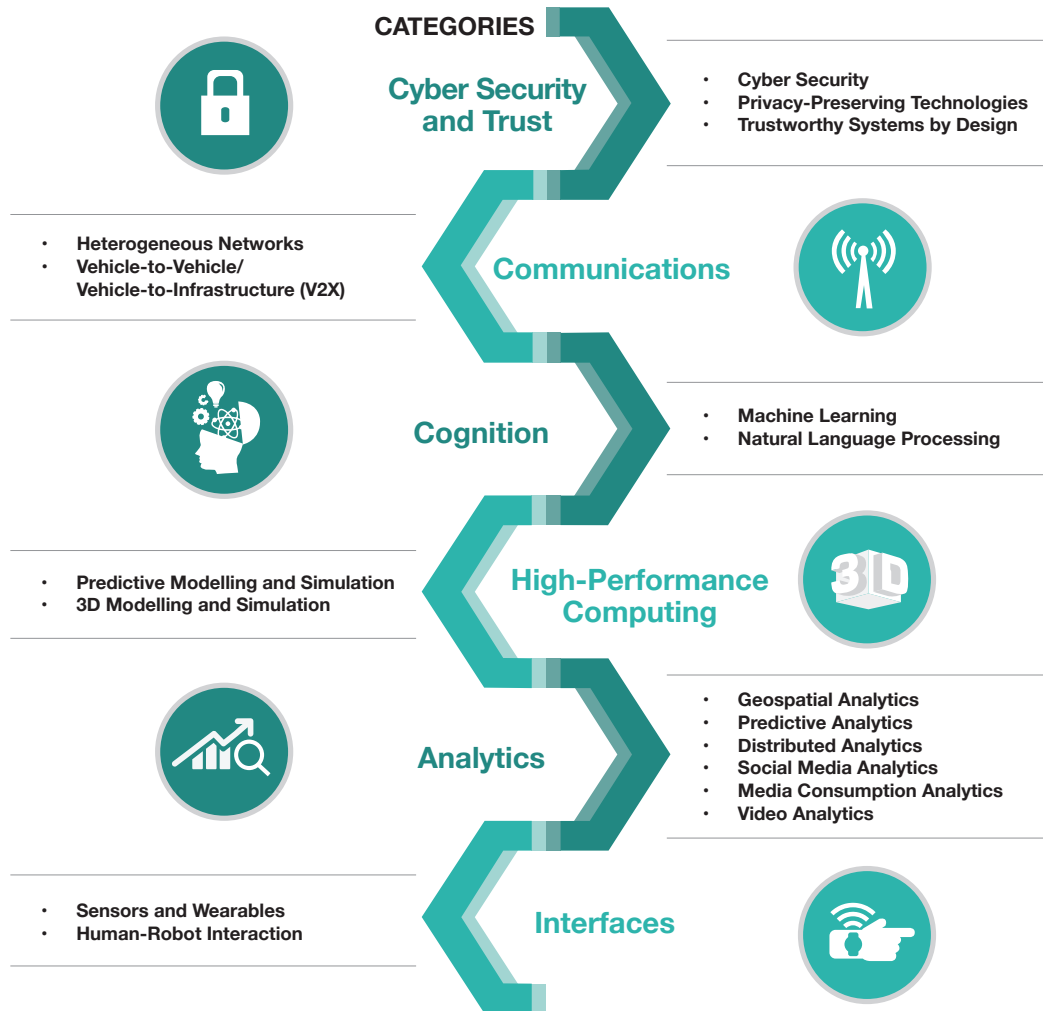 CATEGORIES
Cyber Security
and Trust
• Cyber Security
• Privacy-Preserving Technologies
• Trustworthy Systems by Design
• Heterogeneous Networks
• Vehicle-to-Vehicle/
Vehicle-to-Infrastructure (V2X)
Communications
Cognition
• Machine Learning
• Natural Language Processing
• Predictive Modelling and Simulation
• 3D Modelling and Simulation
High-Performance
Computing
3D
Analytics
• Geospatial Analytics
• Predictive Analytics
• Distributed Analytics
• Social Media Analytics
• Media Consumption Analytics
• Video Analytics
• Sensors and Wearables
• Human-Robot Interaction
Interfaces